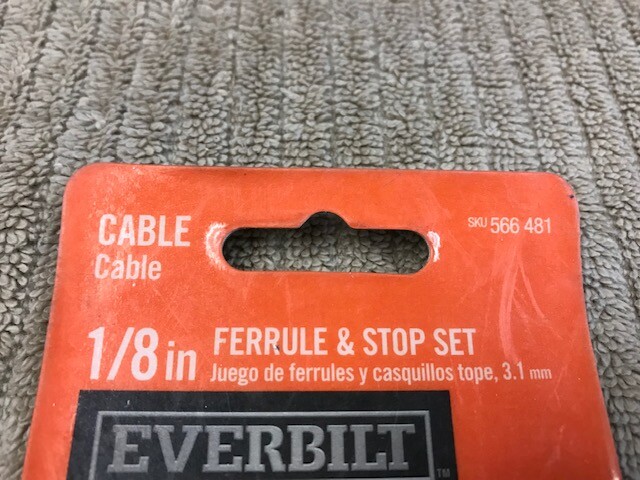 CABLE
Cable
SKU 566 481
1/8 in
FERRULE & STOP SET
Juego de ferrules y casquillos tope, 3.1 mm
EVERBILT TM